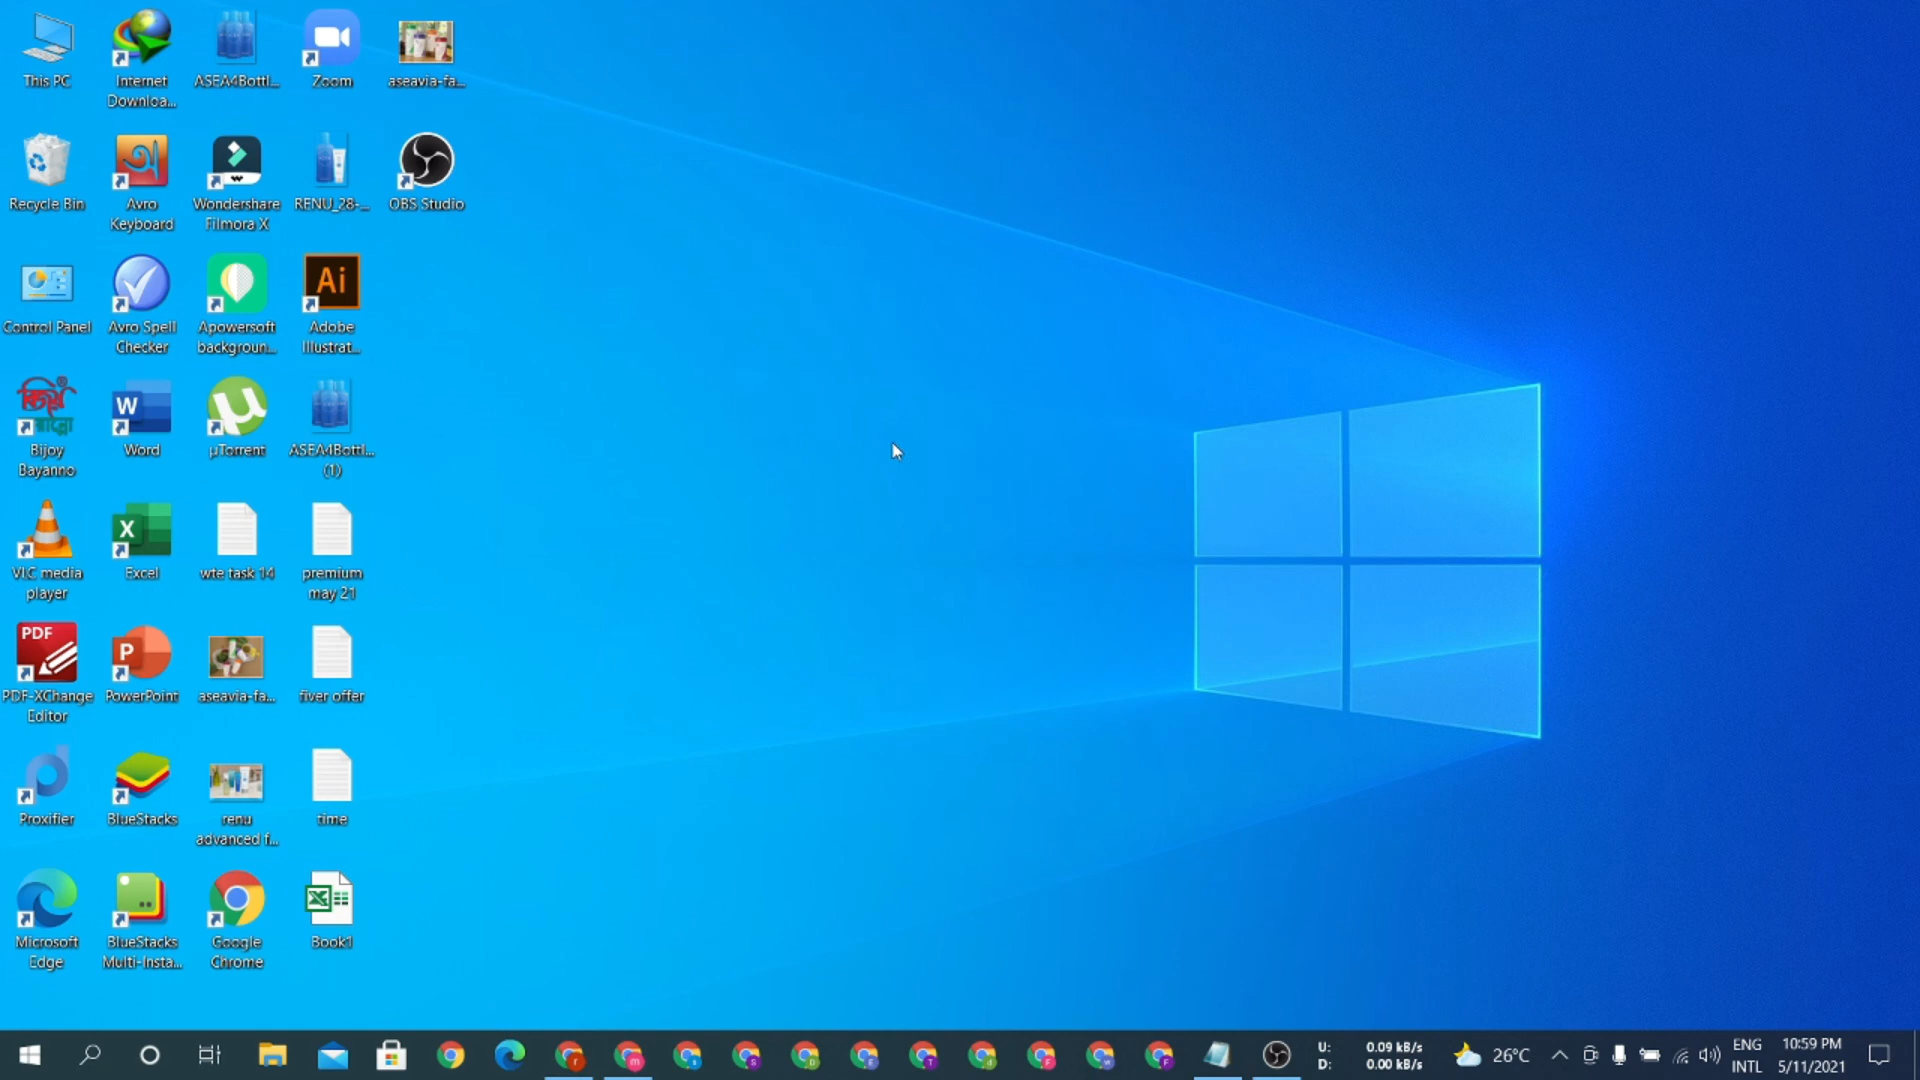 This PC
Internet
Downloa...
ASEA4Bottl...
Zoom
aseavia-fa...
Recycle Bin
অ
Avro
Keyboard
Wondershare
Filmora X
RENU_28-...
OBS Studio
Control Panel
Avro Spell
Checker
Apowersoft
backgroun...
Ai
Adobe
Illustrat...
Bijoy
Bayanno
W
Word
µ
µTorrent
ASEA4Bottl...
(1)
VLC media
player
X
Excel
wte task 14
premium
may 21
PDF
PDF-XChange
Editor
P
PowerPoint
aseavia-fa...
fiver offer
Proxifier
BlueStacks
renu
advanced f...
time
Microsoft
Edge
BlueStacks
Multi-Insta...
Google
Chrome
Book1
U: 0.09 kB/s
D: 0.00 kB/s
26°C
ENG
INTL
10:59 PM
5/11/2021